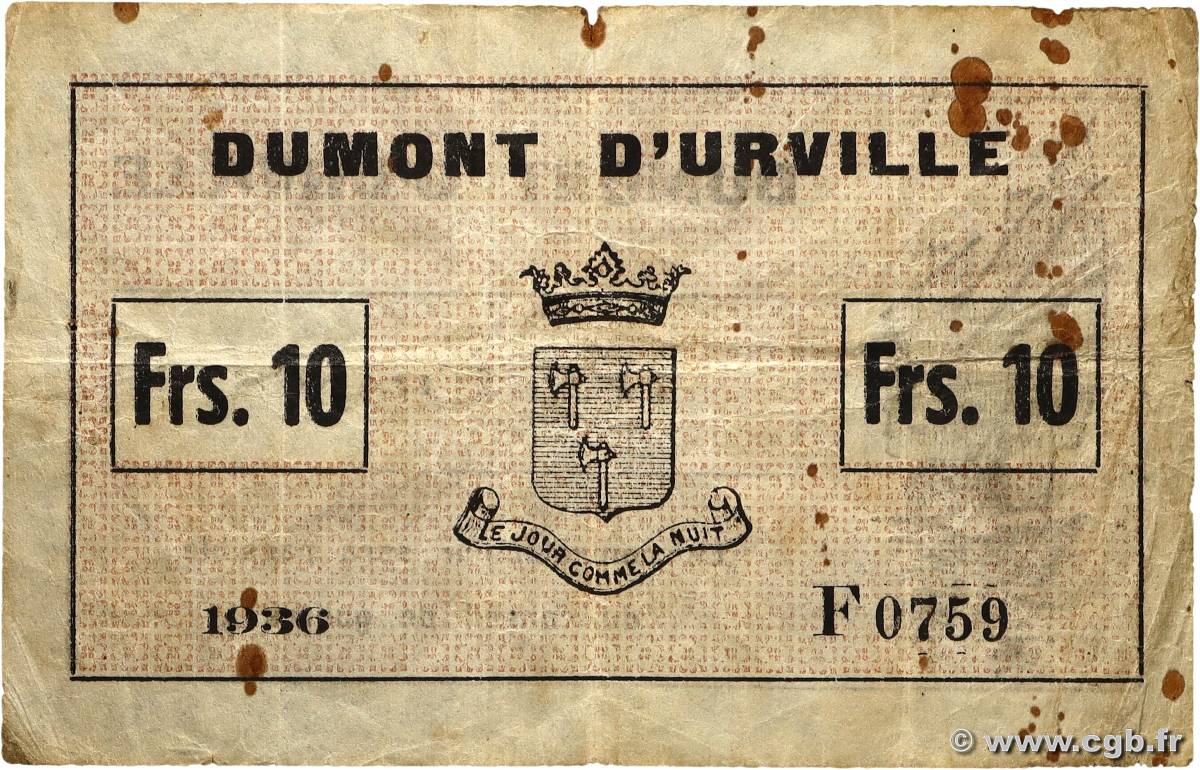 DUMONT D'URVILLE
Frs. 10
Frs. 10
LE JOUR COMME LA NUIT
1936
F 0759
© www.cgb.fr